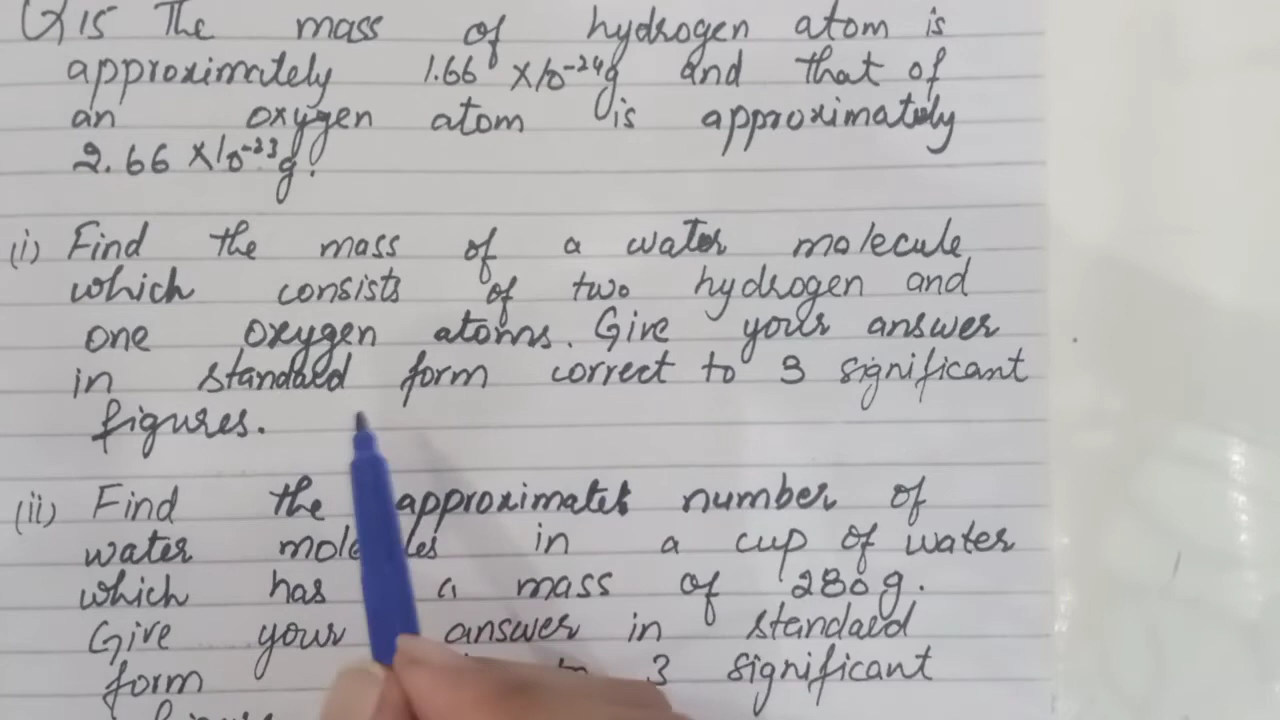 Q15 The mass of hydrogen atom is
approximately 1.66 × 10⁻²⁴g and that of
an oxygen atom is approximately
2.66 × 10⁻²³g.
(i) Find the mass of a water molecule
which consists of two hydrogen and
one oxygen atoms. Give your answer
in standard form correct to 3 significant
figures.
(ii) Find the approximate number of
water in a cup of water
which has a mass of 280g.
Give your answer in standard
form 3 significant